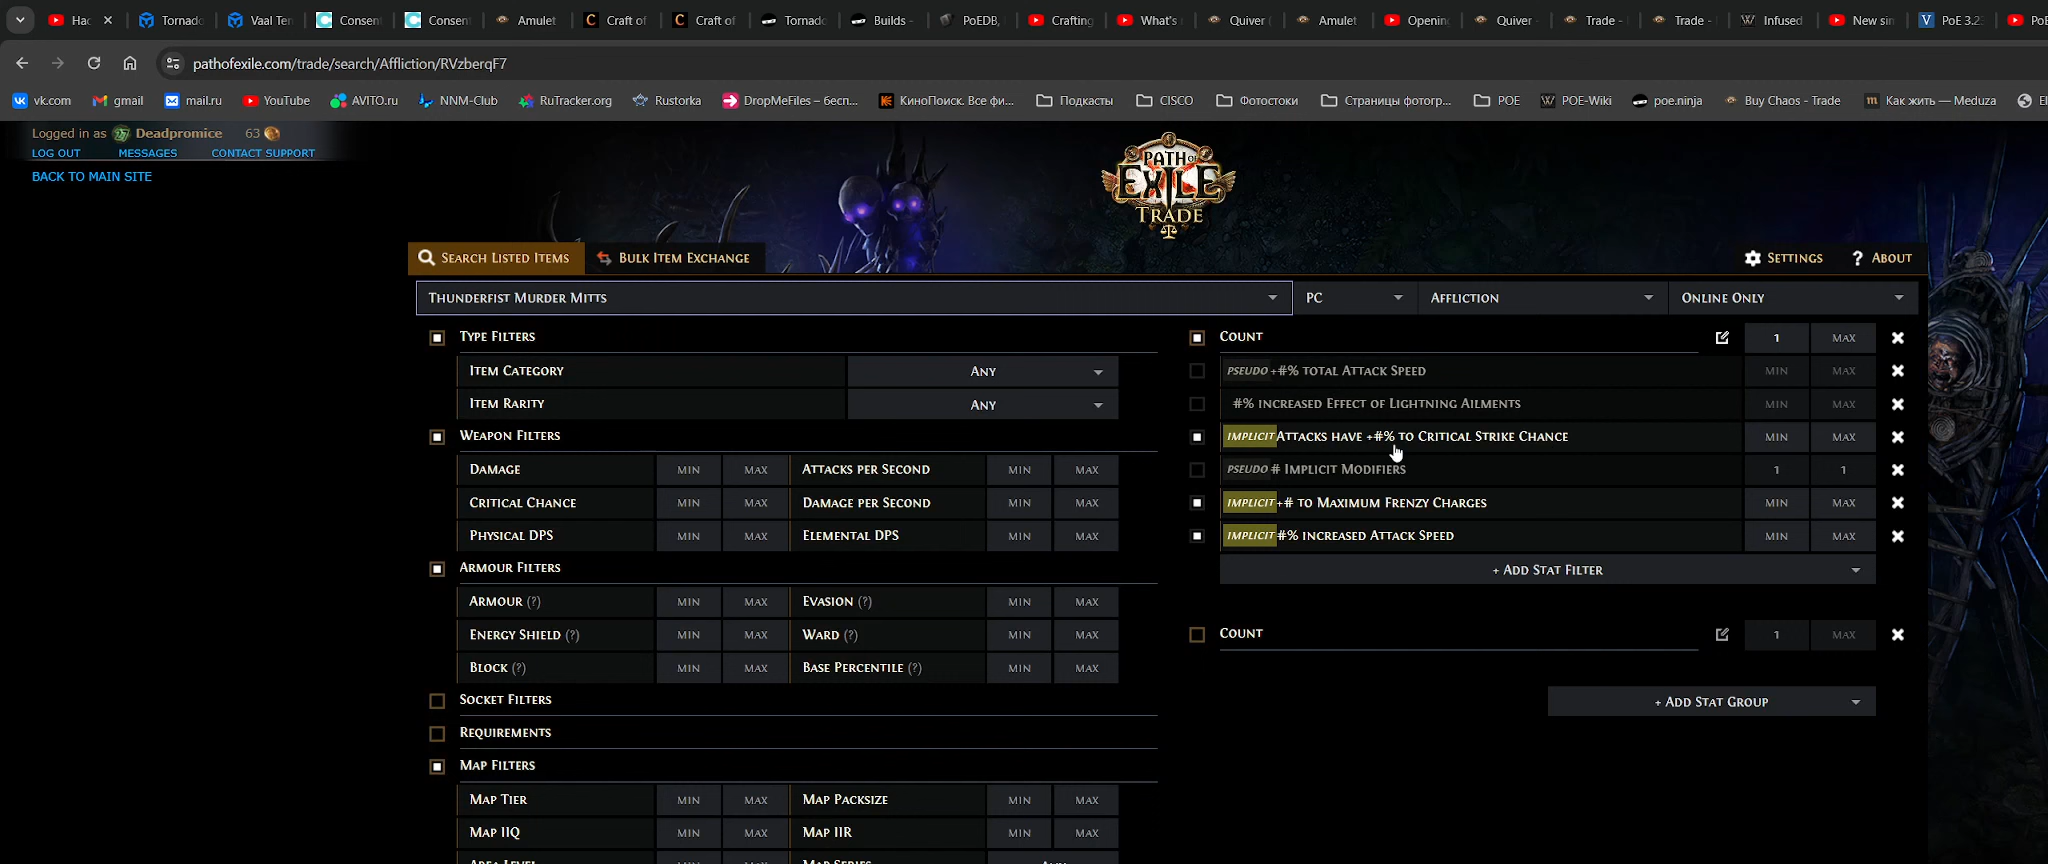 Hac
Tornado
Vaal Ten
Consent
Consent
Amulet
Craft of
Craft of
Tornado
Builds -
PoEDB,
Crafting
What's
Quiver
Amulet
Opening
Quiver
Trade -
Trade -
Infused
New sin
PoE 3.2
PoE
pathofexile.com/trade/search/Affliction/RVzberqF7
vk.com
gmail
mail.ru
YouTube
AVITO.ru
NNM-Club
RuTracker.org
Rustorka
DropMeFiles – бесп...
КиноПоиск. Все фи...
Подкасты
CISCO
Фотостоки
Страницы фотогр...
POE
POE-Wiki
poe.ninja
Buy Chaos - Trade
Как жить — Meduza
El
Logged in as 27 Deadpromice 63
LOG OUT MESSAGES CONTACT SUPPORT
BACK TO MAIN SITE
PATH OF
EXILE
TRADE
SEARCH LISTED ITEMS
BULK ITEM EXCHANGE
SETTINGS
? ABOUT
THUNDERFIST MURDER MITTS
PC
AFFLICTION
ONLINE ONLY
TYPE FILTERS
ITEM CATEGORY ANY
ITEM RARITY ANY
WEAPON FILTERS
DAMAGE MIN MAX ATTACKS PER SECOND MIN MAX
CRITICAL CHANCE MIN MAX DAMAGE PER SECOND MIN MAX
PHYSICAL DPS MIN MAX ELEMENTAL DPS MIN MAX
ARMOUR FILTERS
ARMOUR (?) MIN MAX EVASION (?) MIN MAX
ENERGY SHIELD (?) MIN MAX WARD (?) MIN MAX
BLOCK (?) MIN MAX BASE PERCENTILE (?) MIN MAX
SOCKET FILTERS
REQUIREMENTS
MAP FILTERS
MAP TIER MIN MAX MAP PACKSIZE MIN MAX
MAP IIQ MIN MAX MAP IIR MIN MAX
AREA LEVEL MIN MAX MAP SERIES ANY
COUNT 1 MAX
PSEUDO +#% TOTAL ATTACK SPEED MIN MAX
#% INCREASED EFFECT OF LIGHTNING AILMENTS MIN MAX
IMPLICIT ATTACKS HAVE +#% TO CRITICAL STRIKE CHANCE MIN MAX
PSEUDO # IMPLICIT MODIFIERS 1 1
IMPLICIT +# TO MAXIMUM FRENZY CHARGES MIN MAX
IMPLICIT #% INCREASED ATTACK SPEED MIN MAX
+ ADD STAT FILTER
COUNT 1 MAX
+ ADD STAT GROUP